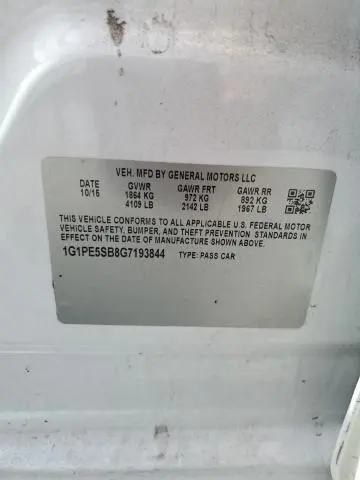 VEH. MFD BY GENERAL MOTORS LLC
DATE GVWR GAWR FRT GAWR RR
10/15 1864 KG 972 KG 892 KG
4109 LB 2142 LB 1967 LB
THIS VEHICLE CONFORMS TO ALL APPLICABLE U.S. FEDERAL MOTOR
VEHICLE SAFETY, BUMPER, AND THEFT PREVENTION STANDARDS IN
EFFECT ON THE DATE OF MANUFACTURE SHOWN ABOVE.
1G1PE5SB8G7193844 TYPE: PASS CAR